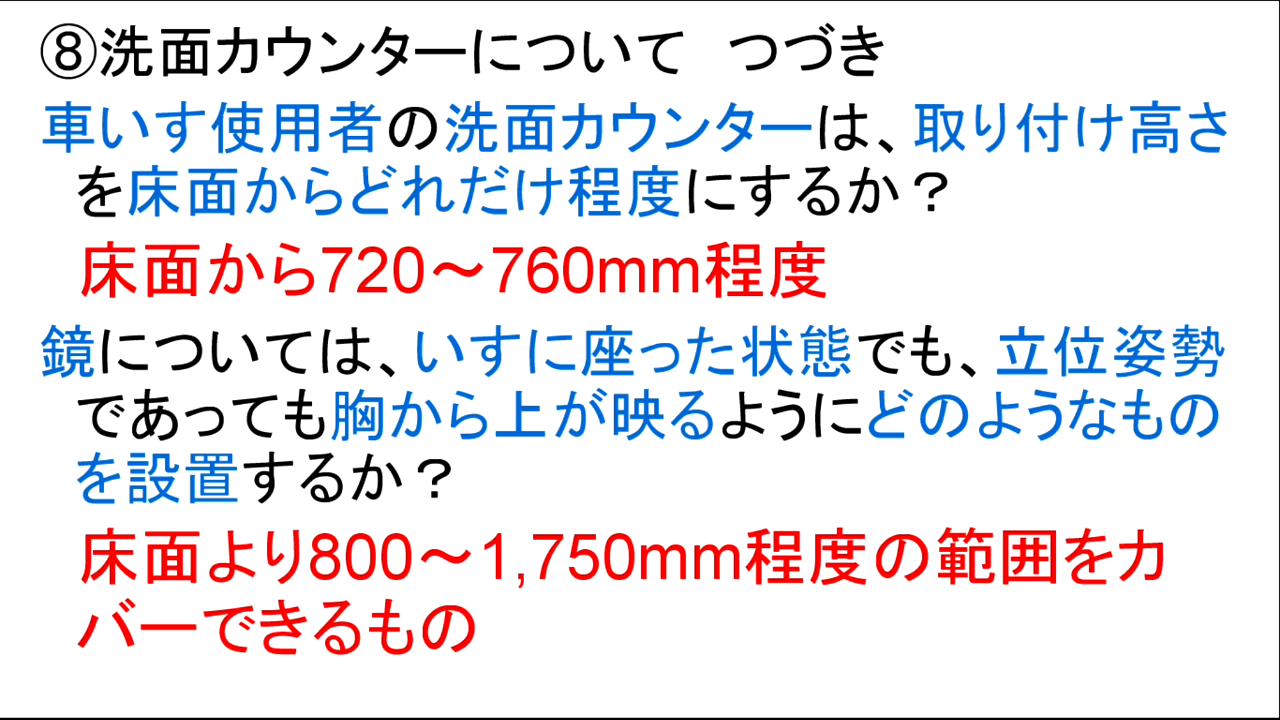 ⑧洗面カウンターについて　つづき
車いす使用者の洗面カウンターは、取り付け高さ
を床面からどれだけ程度にするか？
床面から720～760mm程度
鏡については、いすに座った状態でも、立位姿勢
であっても胸から上が映るようにどのようなもの
を設置するか？
床面より800～1,750mm程度の範囲をカ
バーできるもの